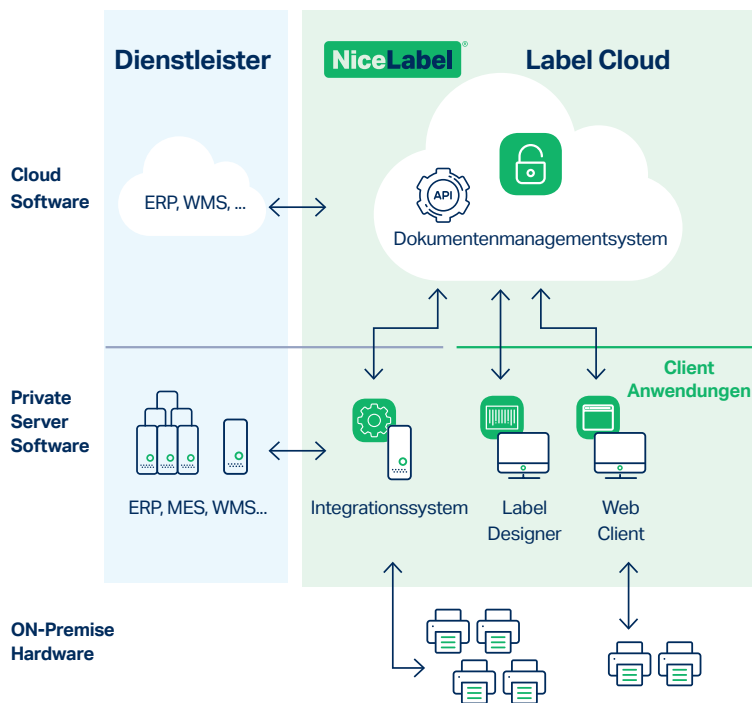 Dienstleister
NiceLabel®
Label Cloud
Cloud
Software
ERP, WMS, ...
API
Dokumentenmanagementsystem
Client
Anwendungen
Private
Server
Software
ERP, MES, WMS...
Integrationssystem
Label
Designer
Web
Client
ON-Premise
Hardware